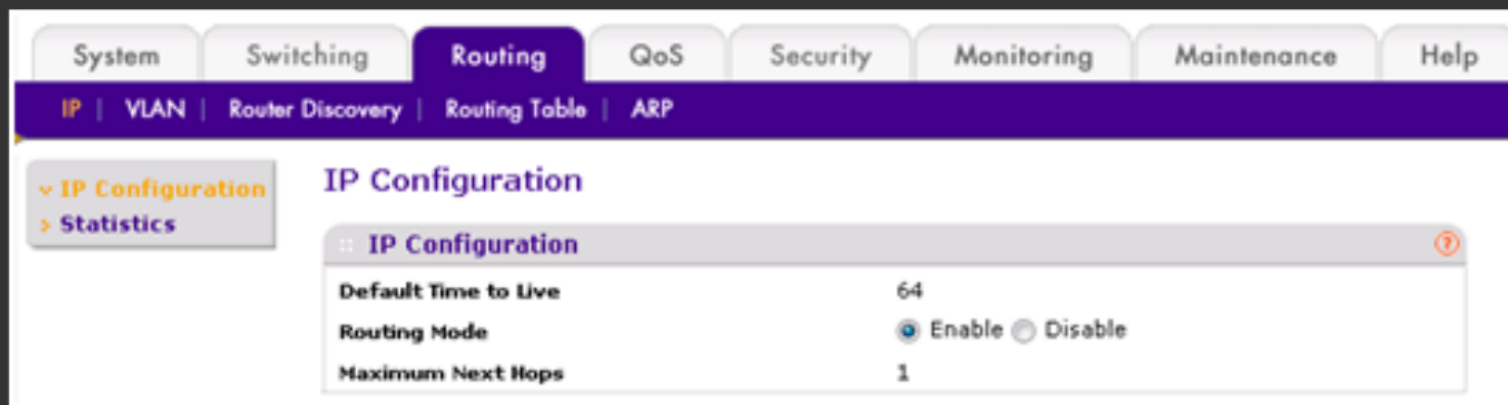 System Switching Routing QoS Security Monitoring Maintenance Help
IP | VLAN | Router Discovery | Routing Table | ARP
IP Configuration
Statistics
IP Configuration
IP Configuration
Default Time to Live 64
Routing Mode Enable Disable
Maximum Next Hops 1